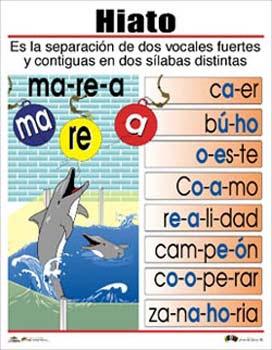 Hiato
Es la separación de dos vocales fuertes
y contiguas en dos sílabas distintas
ma-re-a
ma
re
a
ca-er
bú-ho
o-es-te
Co-a-mo
re-a-li-dad
cam-pe-ón
co-o-pe-rar
za-na-ho-ria